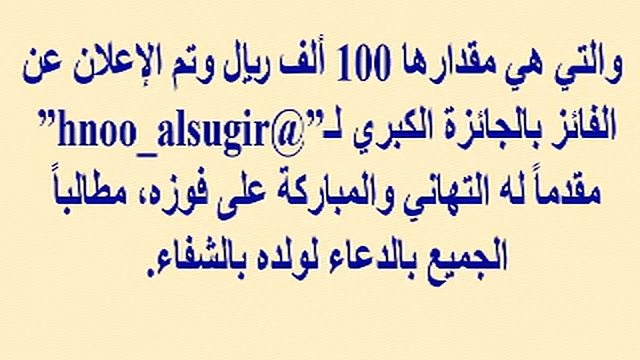 والتي هي مقدارها 100 ألف ريال وتم الإعلان عن
الفائز بالجائزة الكبري لـ"@hnoo_alsugir"
مقدماً له التهاني والمباركة على فوزه، مطالباً
الجميع بالدعاء لولده بالشفاء.